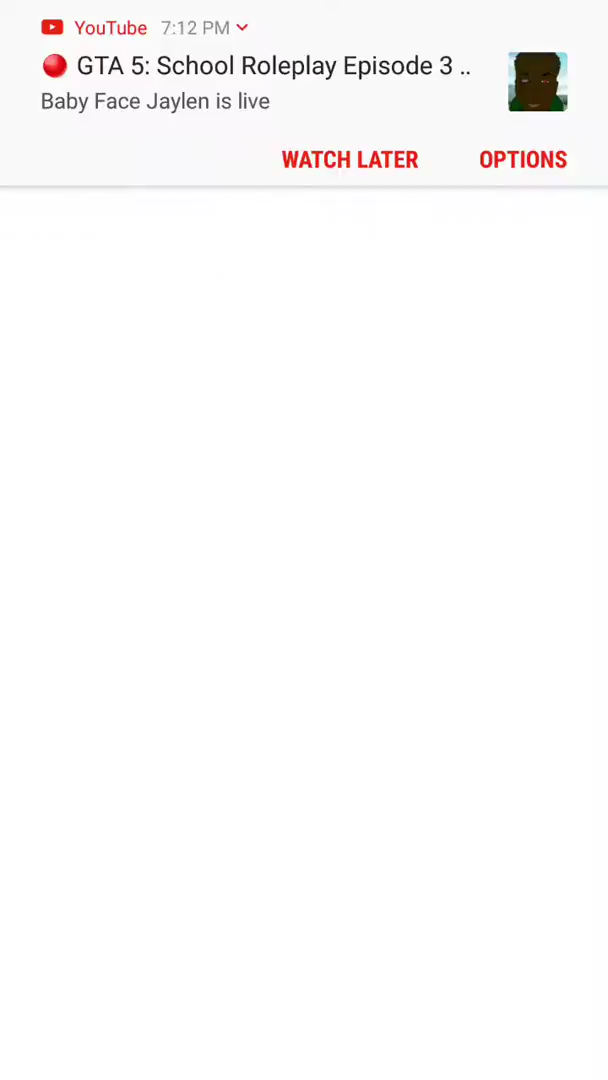 YouTube 7:12 PM
🔴 GTA 5: School Roleplay Episode 3 ..
Baby Face Jaylen is live
WATCH LATER OPTIONS